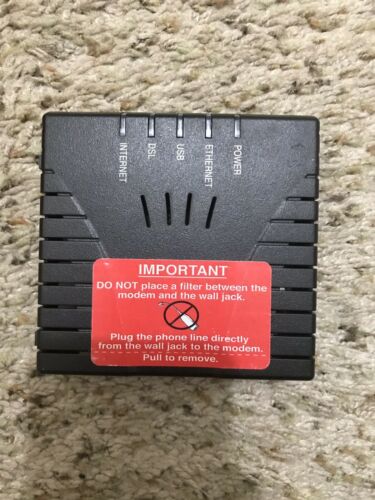 INTERNET
DSL
USB
ETHERNET
POWER
IMPORTANT
DO NOT place a filter between the
modem and the wall jack.
Plug the phone line directly
from the wall jack to the modem.
Pull to remove.